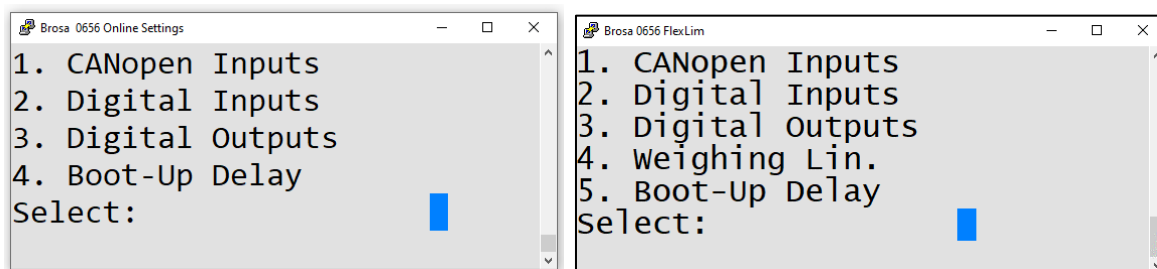 Brosa 0656 Online Settings
1. CANopen Inputs
2. Digital Inputs
3. Digital Outputs
4. Boot-Up Delay
Select:
Brosa 0656 FlexLim
1. CANopen Inputs
2. Digital Inputs
3. Digital Outputs
4. Weighing Lin.
5. Boot-Up Delay
Select: